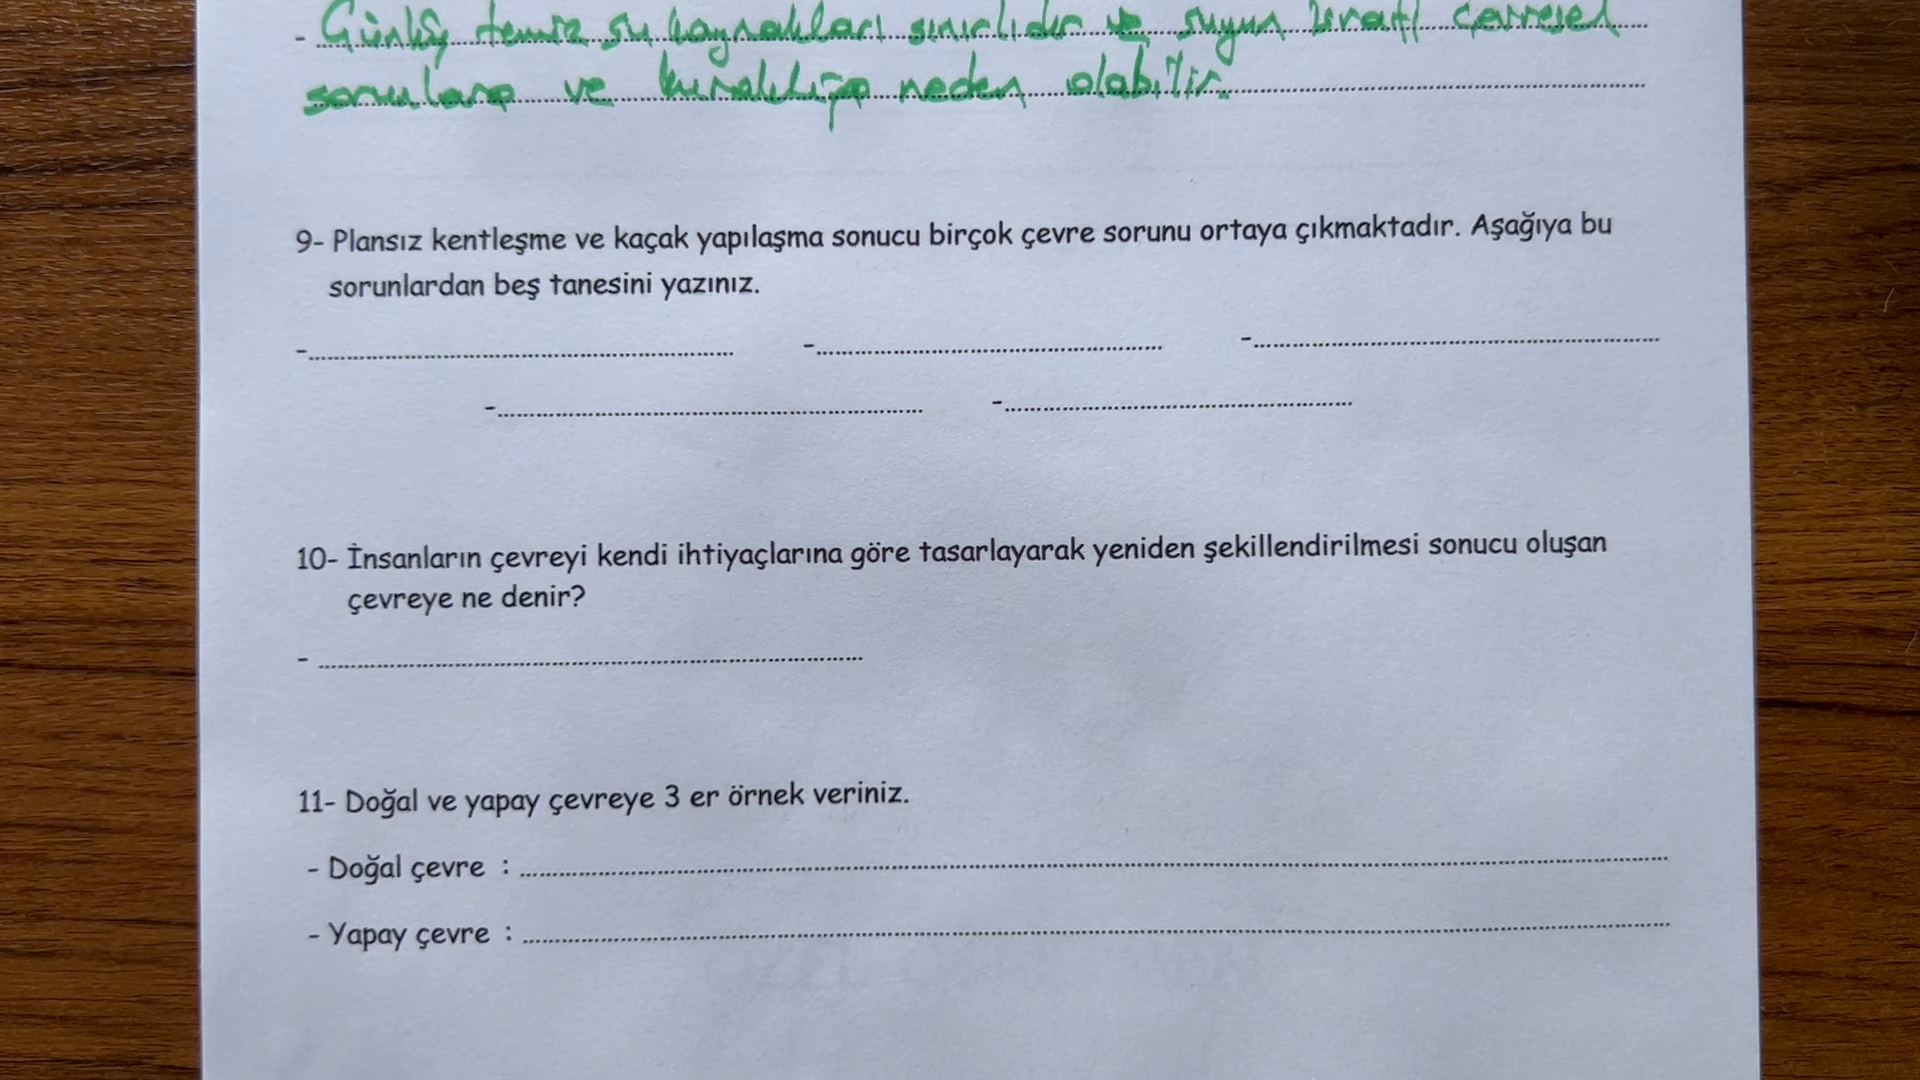 - Çünkü temiz su kaynakları sınırlıdır ve suyun israfı çevresel
sorunlara ve kuraklığa neden olabilir.
9- Plansız kentleşme ve kaçak yapılaşma sonucu birçok çevre sorunu ortaya çıkmaktadır. Aşağıya bu
sorunlardan beş tanesini yazınız.
-.................... -.................... -....................
-.................... -....................
10- İnsanların çevreyi kendi ihtiyaçlarına göre tasarlayarak yeniden şekillendirilmesi sonucu oluşan
çevreye ne denir?
- ....................
11- Doğal ve yapay çevreye 3 er örnek veriniz.
- Doğal çevre : ....................
- Yapay çevre : ....................